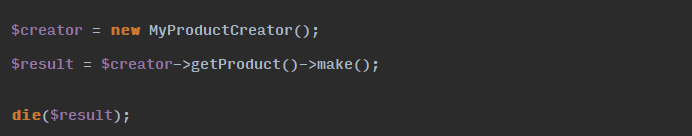 $creator = new MyProductCreator();
$result = $creator->getProduct()->make();
die($result);